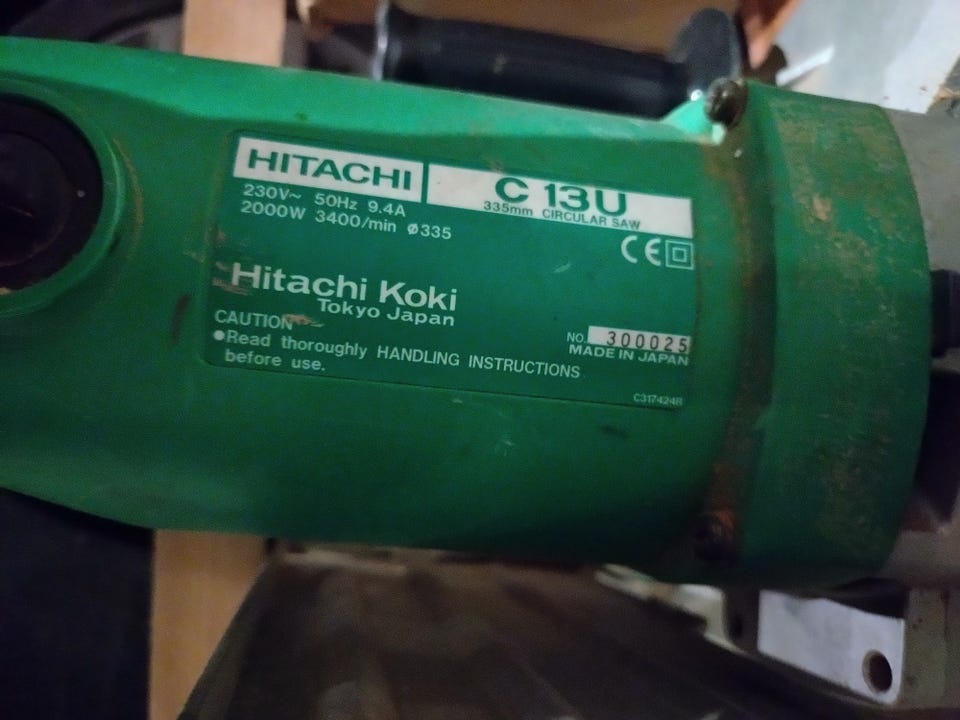 HITACHI
C 13U
335mm CIRCULAR SAW
230V~ 50Hz 9.4A
2000W 3400/min ø335
CE
Hitachi Koki
Tokyo Japan
CAUTION
●Read thoroughly HANDLING INSTRUCTIONS
before use.
NO. 300025
MADE IN JAPAN
C317424R